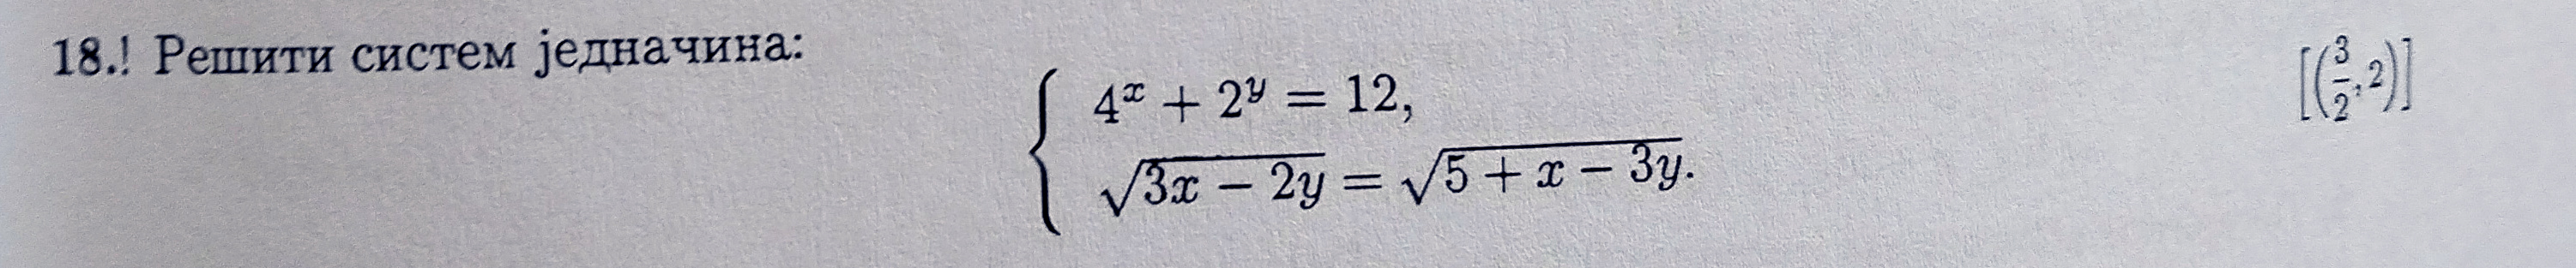 18.! Решити систем једначина:
[(3/2, 2)]
4^x + 2^y = 12,
√(3x − 2y) = √(5 + x − 3y).